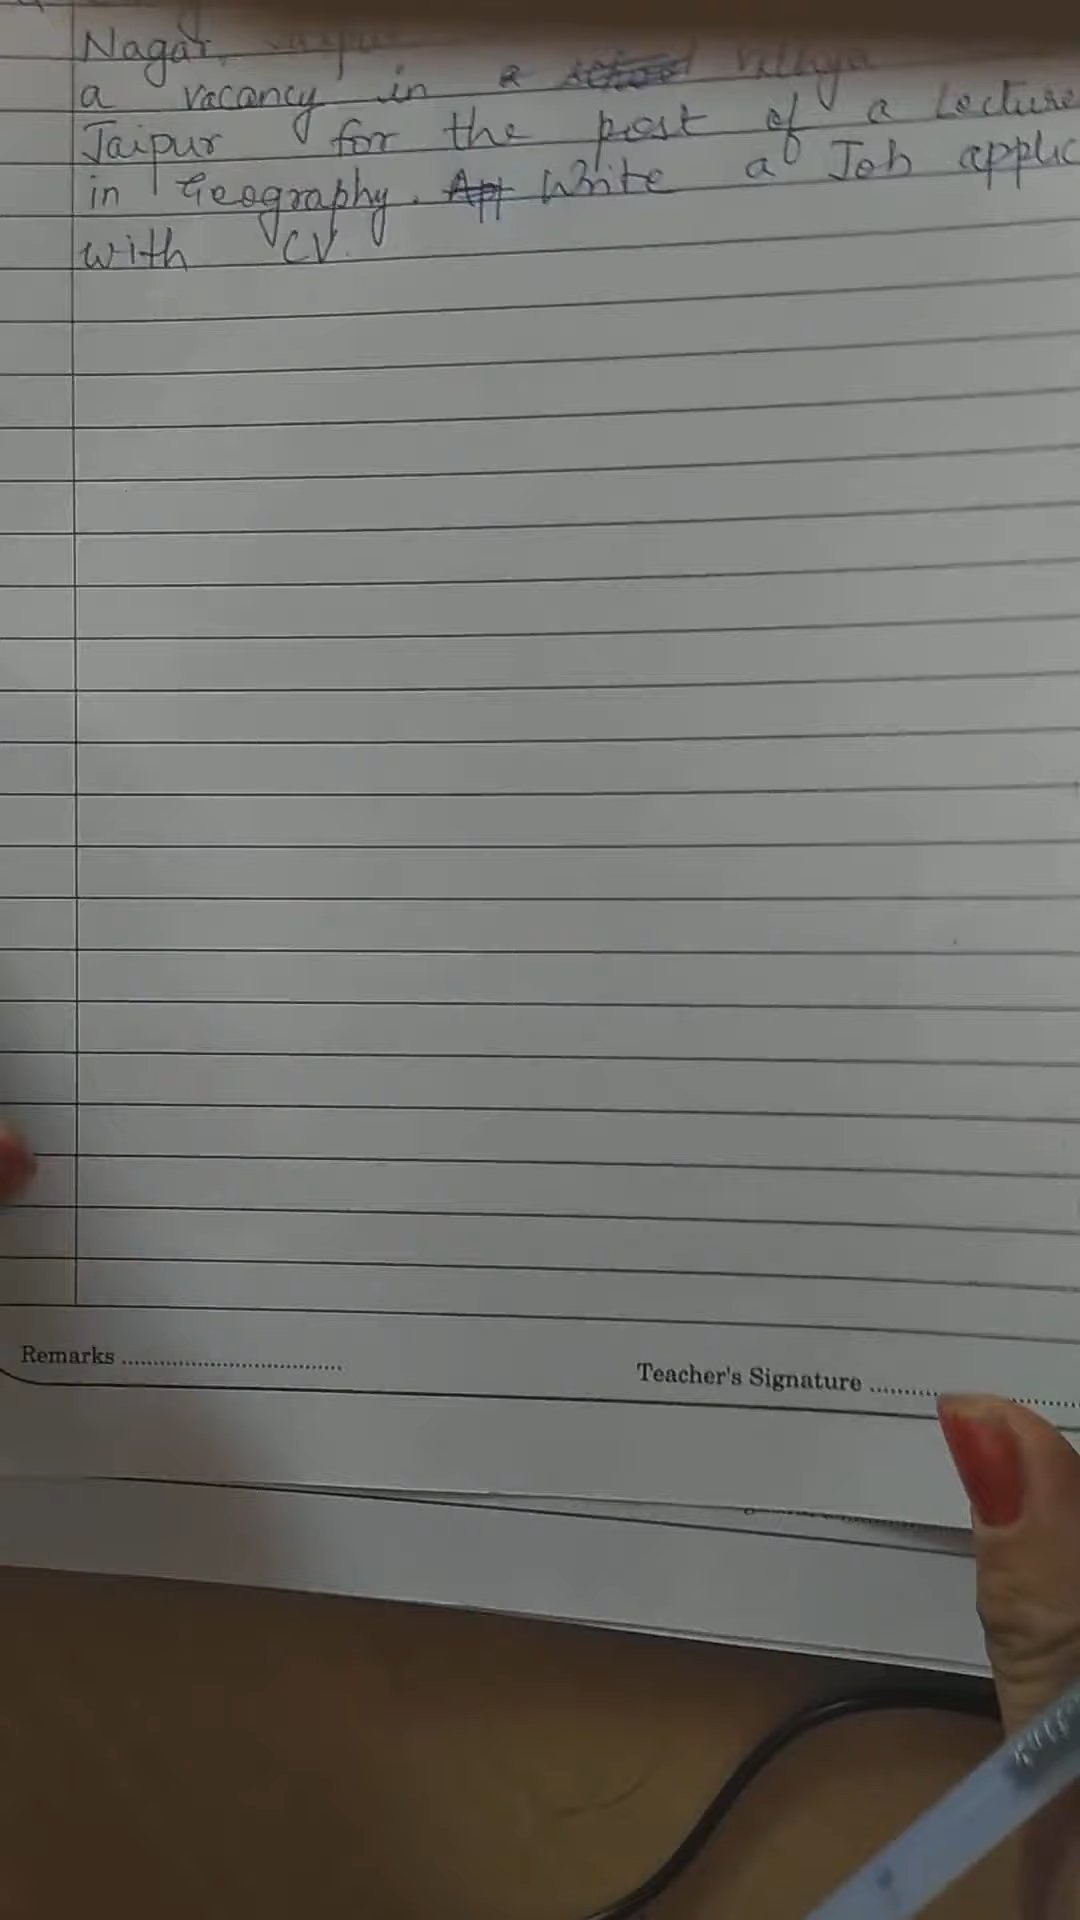 Nagar
a vacancy in a
Jaipur for the post of a Lecture
in Geography. Write a Job applic
with CV.
Remarks
Teacher's Signature